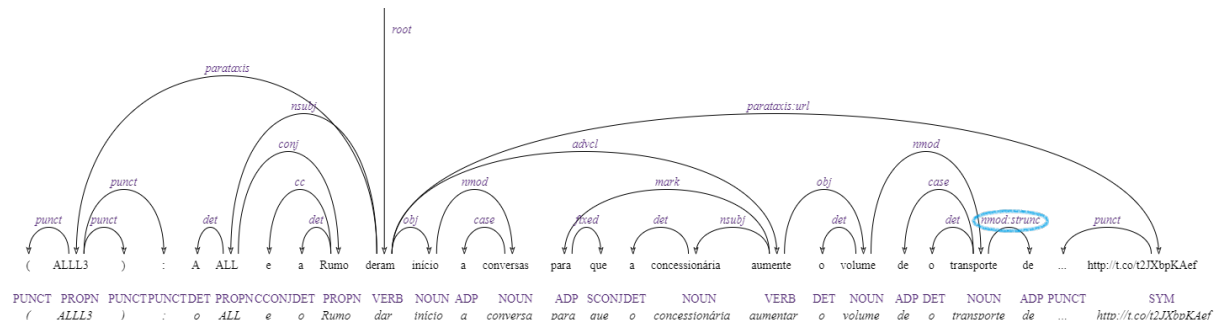 root
parataxis
nsubj parataxis:url
conj advcl nmod
punct cc nmod mark obj case
punct punct det det obj case fixed det nsubj det det nmod:strunc punct
( ALLL3 ) : A ALL e a Rumo deram início a conversas para que a concessionária aumente o volume de o transporte de ... http://t.co/t2JXbpKAef
PUNCT PROPN PUNCT PUNCT DET PROPN CCONJ DET PROPN VERB NOUN ADP NOUN ADP SCONJ DET NOUN VERB DET NOUN ADP DET NOUN ADP PUNCT SYM
( ALLL3 ) : o ALL e o Rumo dar início a conversa para que o concessionária aumentar o volume de o transporte de ... http://t.co/t2JXbpKAef